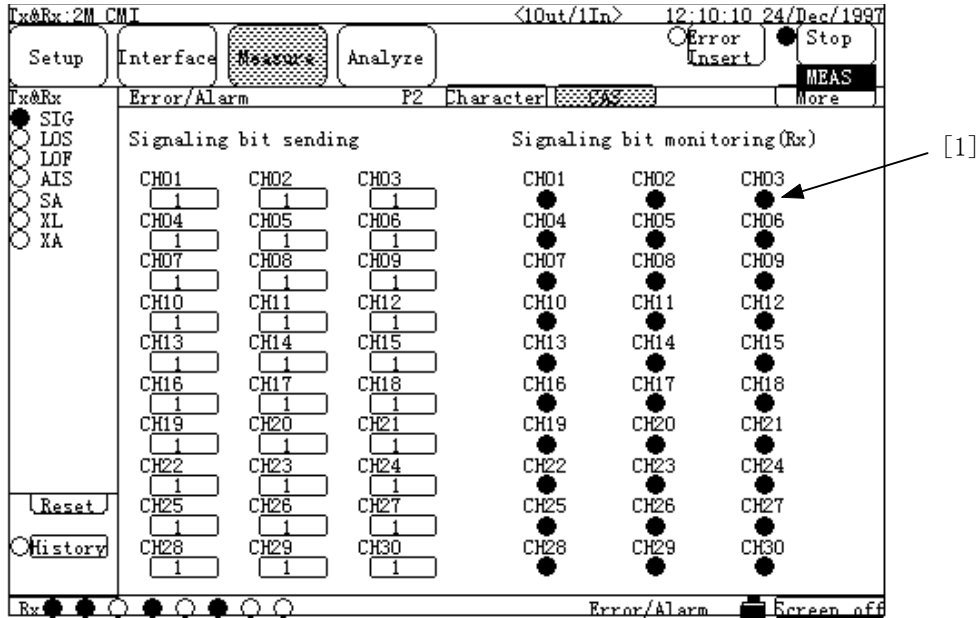 Tx&Rx:2M CMI <1Out/1In> 12:10:10 24/Dec/1997
Setup Interface Measure Analyze Error Insert Stop
MEAS
Tx&Rx Error/Alarm P2 Character CAS More
SIG
LOS
LOF
AIS
SA
XL
XA
Signaling bit sending Signaling bit monitoring(Rx)
[1]
CH01 CH02 CH03 CH01 CH02 CH03
1 1 1
CH04 CH05 CH06 CH04 CH05 CH06
1 1 1
CH07 CH08 CH09 CH07 CH08 CH09
1 1 1
CH10 CH11 CH12 CH10 CH11 CH12
1 1 1
CH13 CH14 CH15 CH13 CH14 CH15
1 1 1
CH16 CH17 CH18 CH16 CH17 CH18
1 1 1
CH19 CH20 CH21 CH19 CH20 CH21
1 1 1
CH22 CH23 CH24 CH22 CH23 CH24
1 1 1
Reset CH25 CH26 CH27 CH25 CH26 CH27
1 1 1
History CH28 CH29 CH30 CH28 CH29 CH30
1 1 1
Rx Error/Alarm Screen off